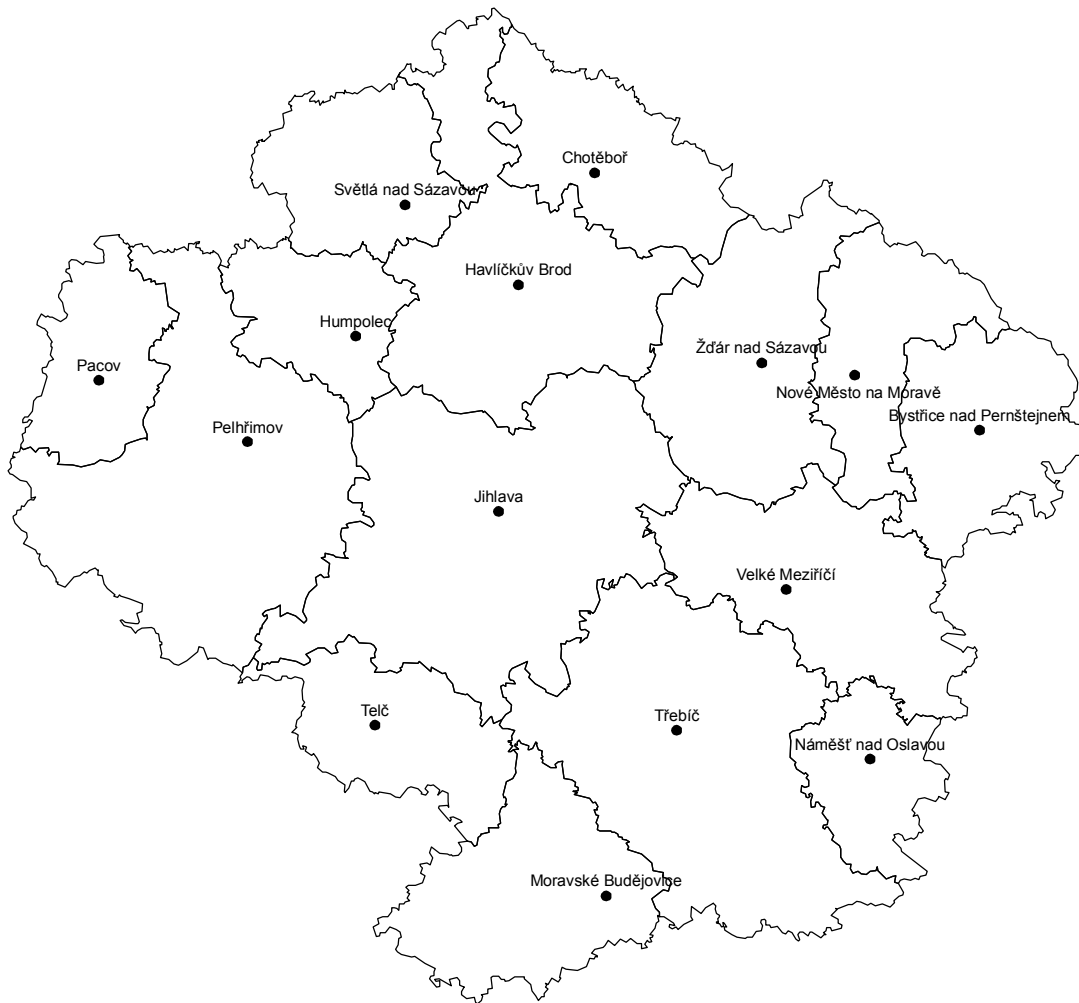 Chotěboř
Světlá nad Sázavou
Havlíčkův Brod
Humpolec
Žďár nad Sázavou
Pacov
Nové Město na Moravě
Bystřice nad Pernštejnem
Pelhřimov
Jihlava
Velké Meziříčí
Telč
Třebíč
Náměšť nad Oslavou
Moravské Budějovice